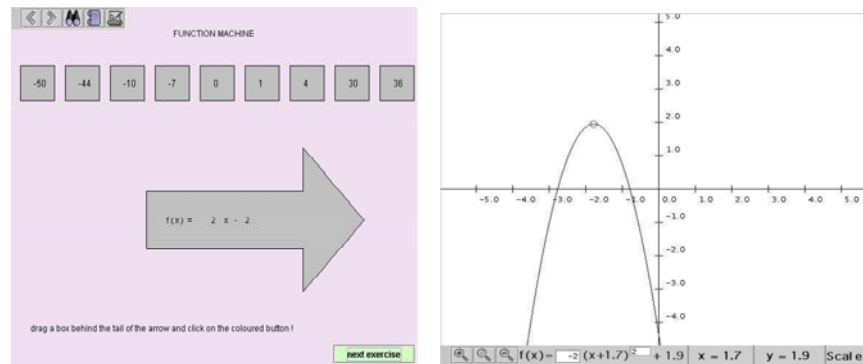 FUNCTION MACHINE
-50 -44 -10 -7 0 1 4 30 36
f(x) = 2 x - 2
drag a box behind the tail of the arrow and click on the coloured button !
next exercise
5.0
4.0
3.0
2.0
1.0
-5.0 -4.0 -3.0 -2.0 -1.0 0.0 1.0 2.0 3.0 4.0 5.0
-1.0
-2.0
-3.0
-4.0
f(x) = -2 (x+1.7) 2 + 1.9 x = 1.7 y = 1.9 Scale